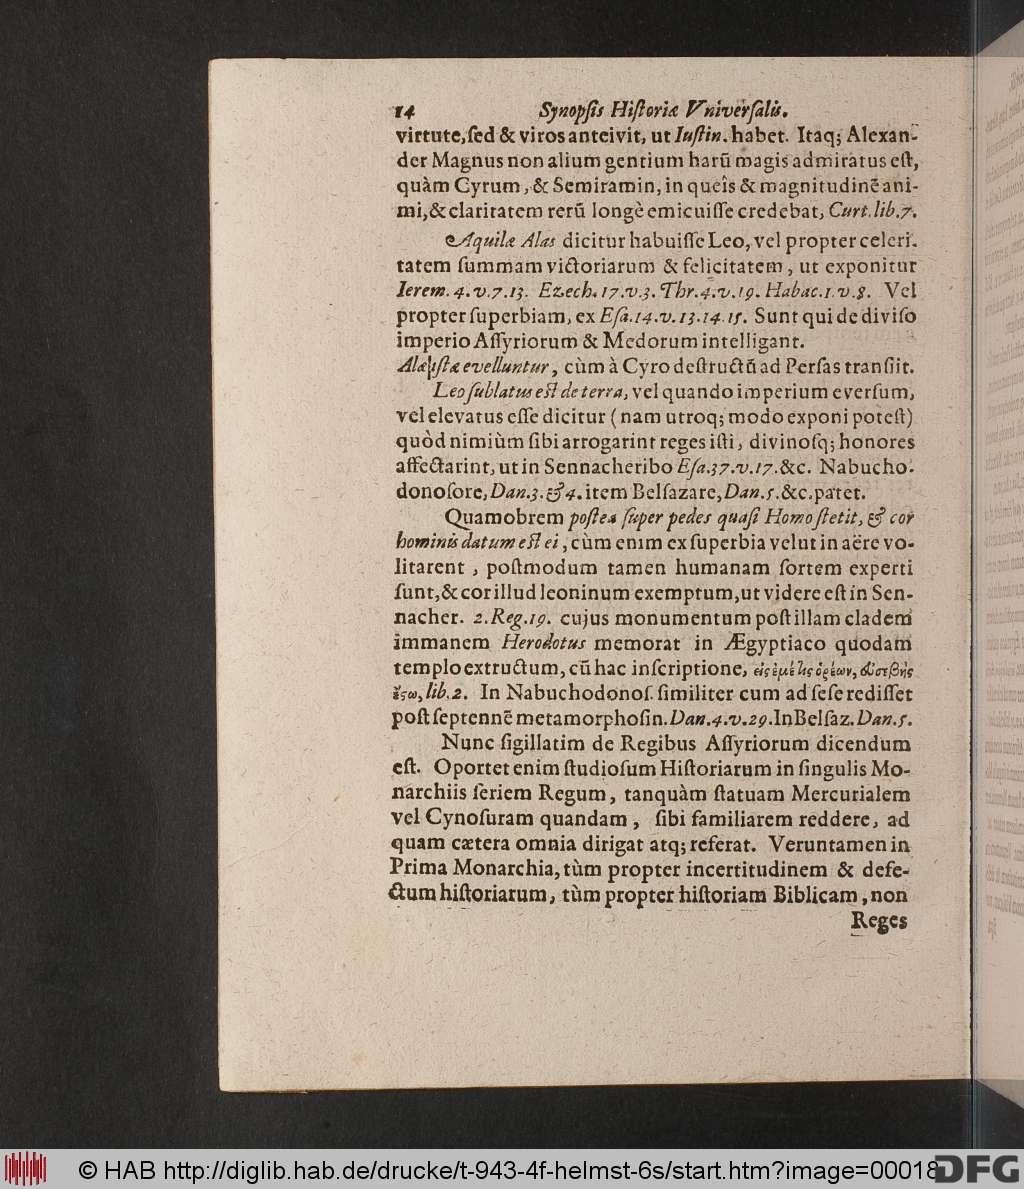 14 Synopsis Historiæ Vniversalis.
virtute, sed & viros anteivit, ut Iustin. habet. Itaq; Alexan-
der Magnus non alium gentium harũ magis admiratus est,
quàm Cyrum, & Semiramin, in queîs & magnitudinẽ ani-
mi, & claritatem rerũ longè emicuisse credebat, Curt. lib. 7.
Aquilæ Alas dicitur habuisse Leo, vel propter celeri-
tatem summam victoriarum & felicitatem, ut exponitur
Ierem. 4. v. 7. 13. Ezech. 17. v. 3. Thr. 4. v. 19. Habac. 1. v. 8. Vel
propter superbiam, ex Esa. 14. v. 13. 14. 15. Sunt qui de diviso
imperio Assyriorum & Medorum intelligant.
Alæ istæ evelluntur, cùm à Cyro destructũ ad Persas transiit.
Leo sublatus est de terra, vel quando imperium eversum,
vel elevatus esse dicitur (nam utroq; modo exponi potest)
quòd nimiùm sibi arrogarint reges isti, divinosq; honores
affectarint, ut in Sennacheribo Esa. 37. v. 17. &c. Nabucho-
donosore, Dan. 3. & 4. item Belsazare, Dan. 5. &c. patet.
Quamobrem postea super pedes quasi Homo stetit, & cor
hominis datum est ei, cùm enim ex superbia velut in aëre vo-
litarent, postmodum tamen humanam sortem experti
sunt, & cor illud leoninum exemptum, ut videre est in Sen-
nacher. 2. Reg. 19. cujus monumentum post illam cladem
immanem Herodotus memorat in Ægyptiaco quodam
templo extructum, cũ hac inscriptione, εἰς ἐμέ τις ὁρέων, εὐσεβὴς
ἔςω, lib. 2. In Nabuchodonos. similiter cum ad sese redisset
post septennẽ metamorphosin. Dan. 4. v. 29. In Belsaz. Dan. 5.
Nunc sigillatim de Regibus Assyriorum dicendum
est. Oportet enim studiosum Historiarum in singulis Mo-
narchiis seriem Regum, tanquàm statuam Mercurialem
vel Cynosuram quandam, sibi familiarem reddere, ad
quam cætera omnia dirigat atq; referat. Veruntamen in
Prima Monarchia, tùm propter incertitudinem & defe-
ctum historiarum, tùm propter historiam Biblicam, non
Reges
© HAB http://diglib.hab.de/drucke/t-943-4f-helmst-6s/start.htm?image=00018
DFG